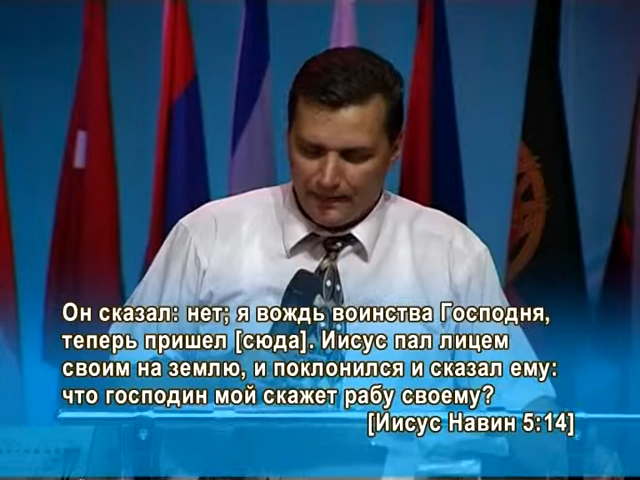 Он сказал: нет; я вождь воинства Господня,
теперь пришел [сюда]. Иисус пал лицем
своим на землю, и поклонился и сказал ему:
что господин мой скажет рабу своему?
[Иисус Навин 5:14]